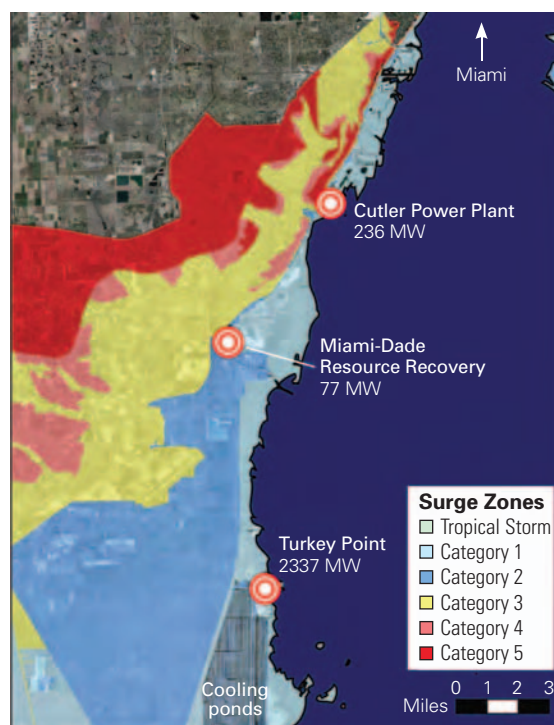 Miami
Cutler Power Plant
236 MW
Miami-Dade
Resource Recovery
77 MW
Turkey Point
2337 MW
Cooling
ponds
Surge Zones
Tropical Storm
Category 1
Category 2
Category 3
Category 4
Category 5
0 1 2 3
Miles